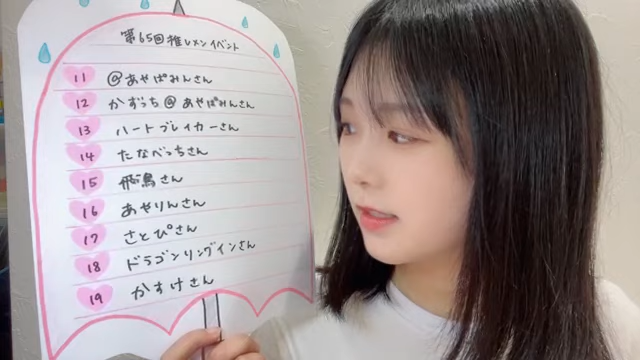 第65回推しメンイベント
11 @あやぱみんさん
12 かずっち@あやぱみんさん
13 ハートブレイカーさん
14 たなべっちさん
15 飛鳥さん
16 あやりんさん
17 さとぴさん
18 ドラゴンリングインさん
19 かすけさん